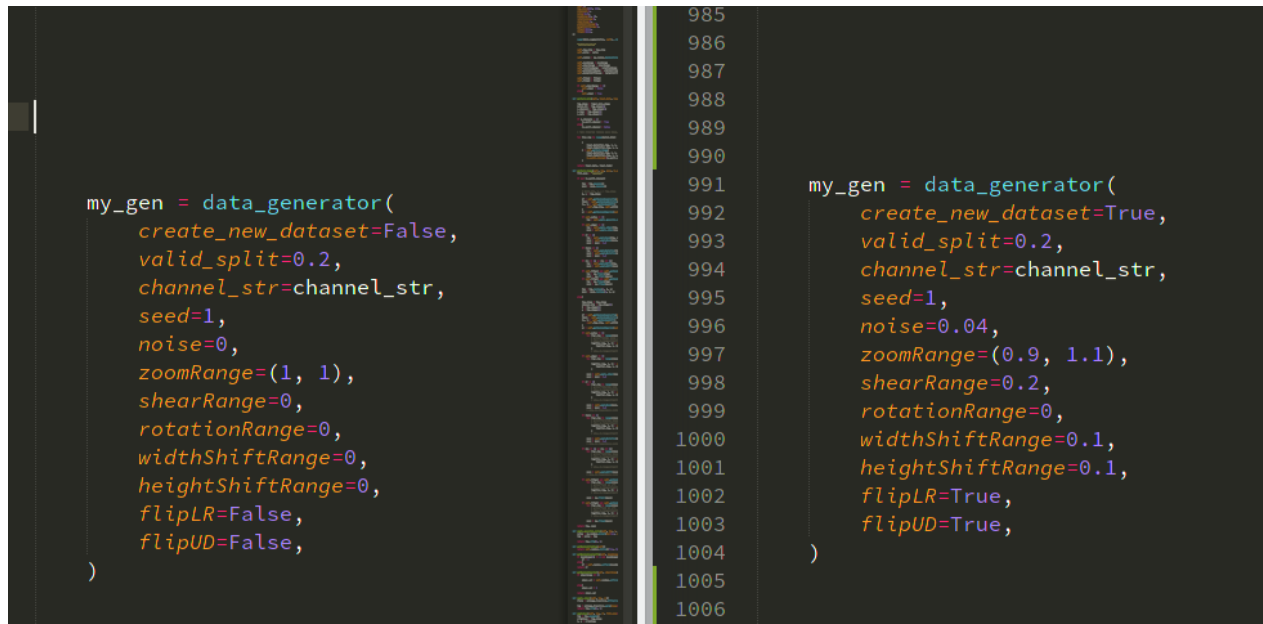 my_gen = data_generator(
create_new_dataset=False,
valid_split=0.2,
channel_str=channel_str,
seed=1,
noise=0,
zoomRange=(1, 1),
shearRange=0,
rotationRange=0,
widthShiftRange=0,
heightShiftRange=0,
flipLR=False,
flipUD=False,
)
985
986
987
988
989
990
991 my_gen = data_generator(
992 create_new_dataset=True,
993 valid_split=0.2,
994 channel_str=channel_str,
995 seed=1,
996 noise=0.04,
997 zoomRange=(0.9, 1.1),
998 shearRange=0.2,
999 rotationRange=0,
1000 widthShiftRange=0.1,
1001 heightShiftRange=0.1,
1002 flipLR=True,
1003 flipUD=True,
1004 )
1005
1006